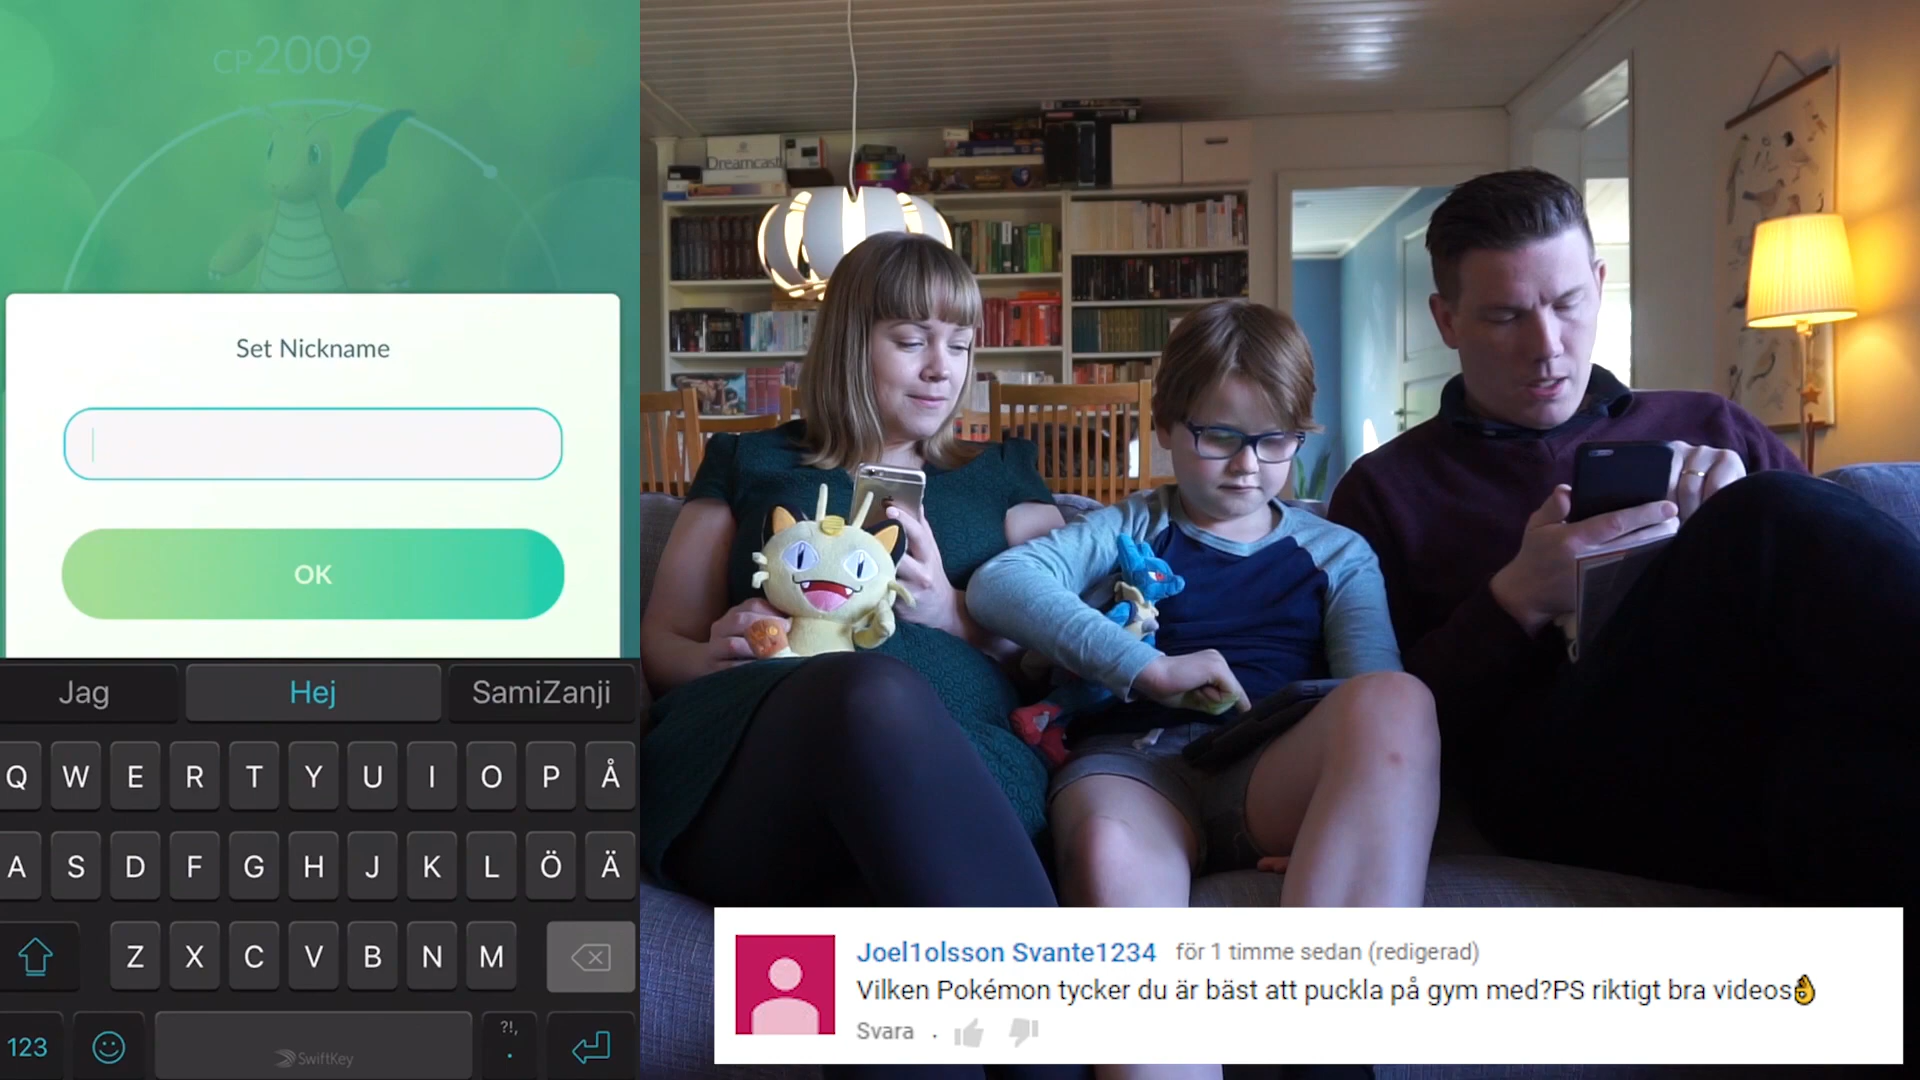 CP2009
Set Nickname
OK
Jag Hej SamiZanji
Q W E R T Y U I O P Å
A S D F G H J K L Ö Ä
Z X C V B N M
123 SwiftKey ?!, .
Dreamcast
Joel1olsson Svante1234 för 1 timme sedan (redigerad)
Vilken Pokémon tycker du är bäst att puckla på gym med?PS riktigt bra videos👌
Svara .